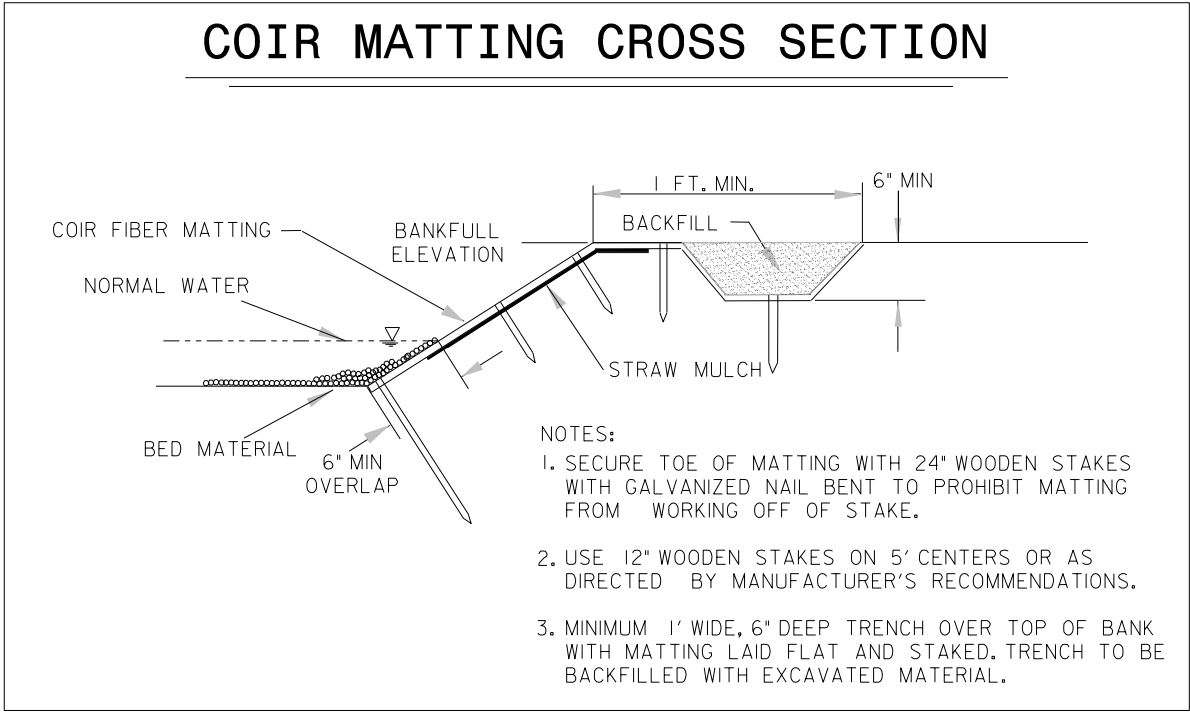 COIR MATTING CROSS SECTION
1 FT. MIN.
6" MIN
COIR FIBER MATTING
BANKFULL
ELEVATION
BACKFILL
NORMAL WATER
STRAW MULCH
BED MATERIAL
6" MIN
OVERLAP
NOTES:
1. SECURE TOE OF MATTING WITH 24" WOODEN STAKES
WITH GALVANIZED NAIL BENT TO PROHIBIT MATTING
FROM WORKING OFF OF STAKE.
2. USE 12" WOODEN STAKES ON 5' CENTERS OR AS
DIRECTED BY MANUFACTURER'S RECOMMENDATIONS.
3. MINIMUM 1' WIDE, 6" DEEP TRENCH OVER TOP OF BANK
WITH MATTING LAID FLAT AND STAKED. TRENCH TO BE
BACKFILLED WITH EXCAVATED MATERIAL.